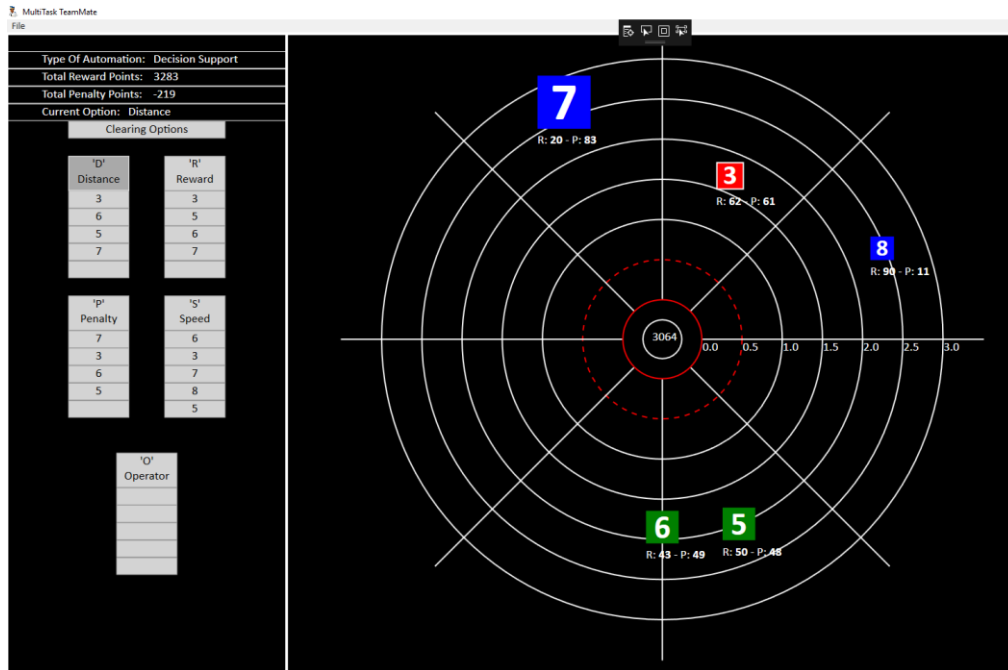 MultiTask TeamMate
File
Type Of Automation: Decision Support
Total Reward Points: 3283
Total Penalty Points: -219
Current Option: Distance
Clearing Options
'D'
Distance
3
6
5
7
'R'
Reward
3
5
6
7
'P'
Penalty
7
3
6
5
'S'
Speed
6
3
7
8
5
'O'
Operator
7
R: 20 - P: 83
3
R: 62 - P: 61
8
R: 90 - P: 11
3064
0.0 0.5 1.0 1.5 2.0 2.5 3.0
6
R: 43 - P: 49
5
R: 50 - P: 48